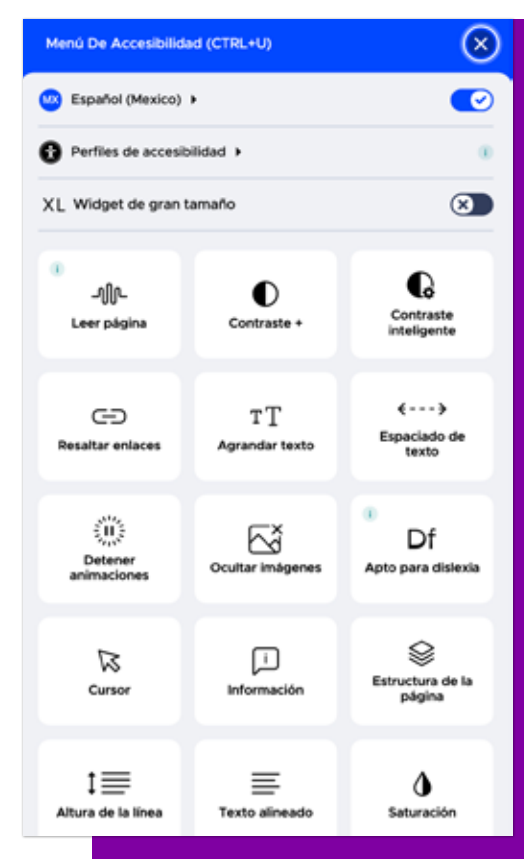 Menú De Accesibilidad (CTRL+U)
MX Español (Mexico)
Perfiles de accesibilidad
i
XL Widget de gran tamaño
i
Leer página
Contraste +
Contraste
inteligente
Resaltar enlaces
TT
Agrandar texto
Espaciado de
texto
Detener
animaciones
Ocultar imágenes
i
Df
Apto para dislexia
Cursor
i
Información
Estructura de la
página
Altura de la línea
Texto alineado
Saturación